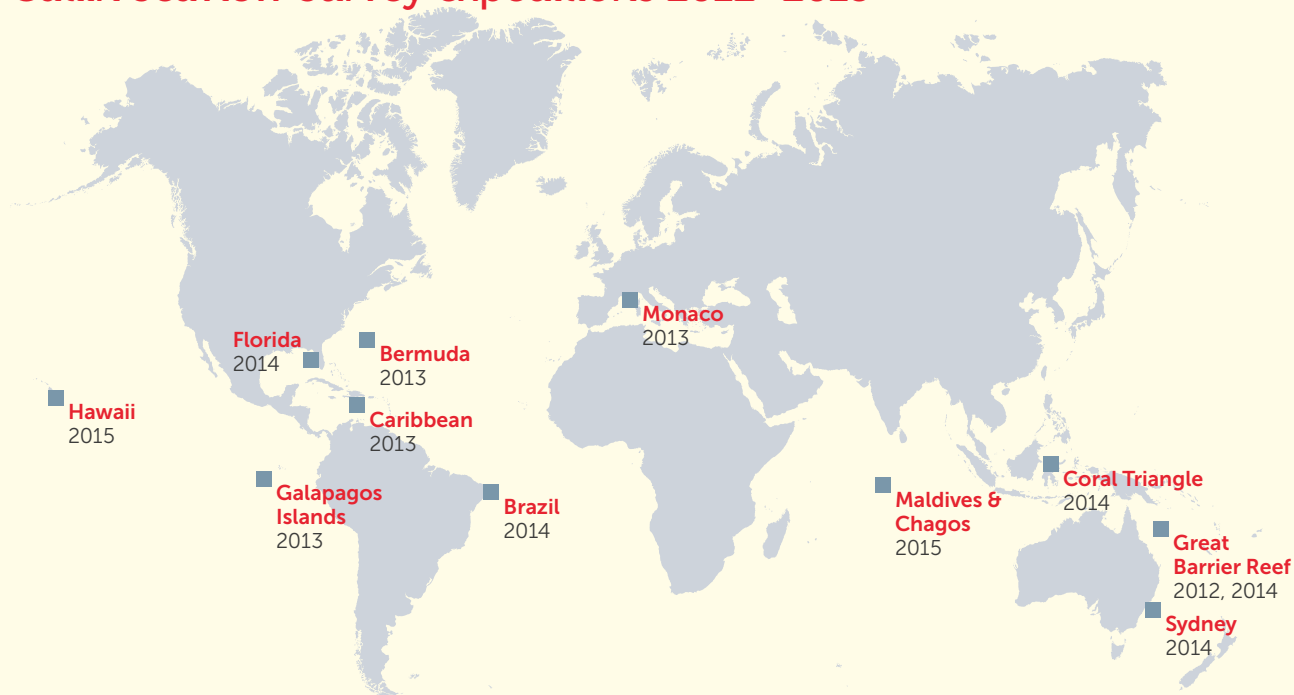 Monaco
2013
Florida
2014
Bermuda
2013
Hawaii
2015
Caribbean
2013
Galapagos
Islands
2013
Brazil
2014
Maldives &
Chagos
2015
Coral Triangle
2014
Great
Barrier Reef
2012, 2014
Sydney
2014